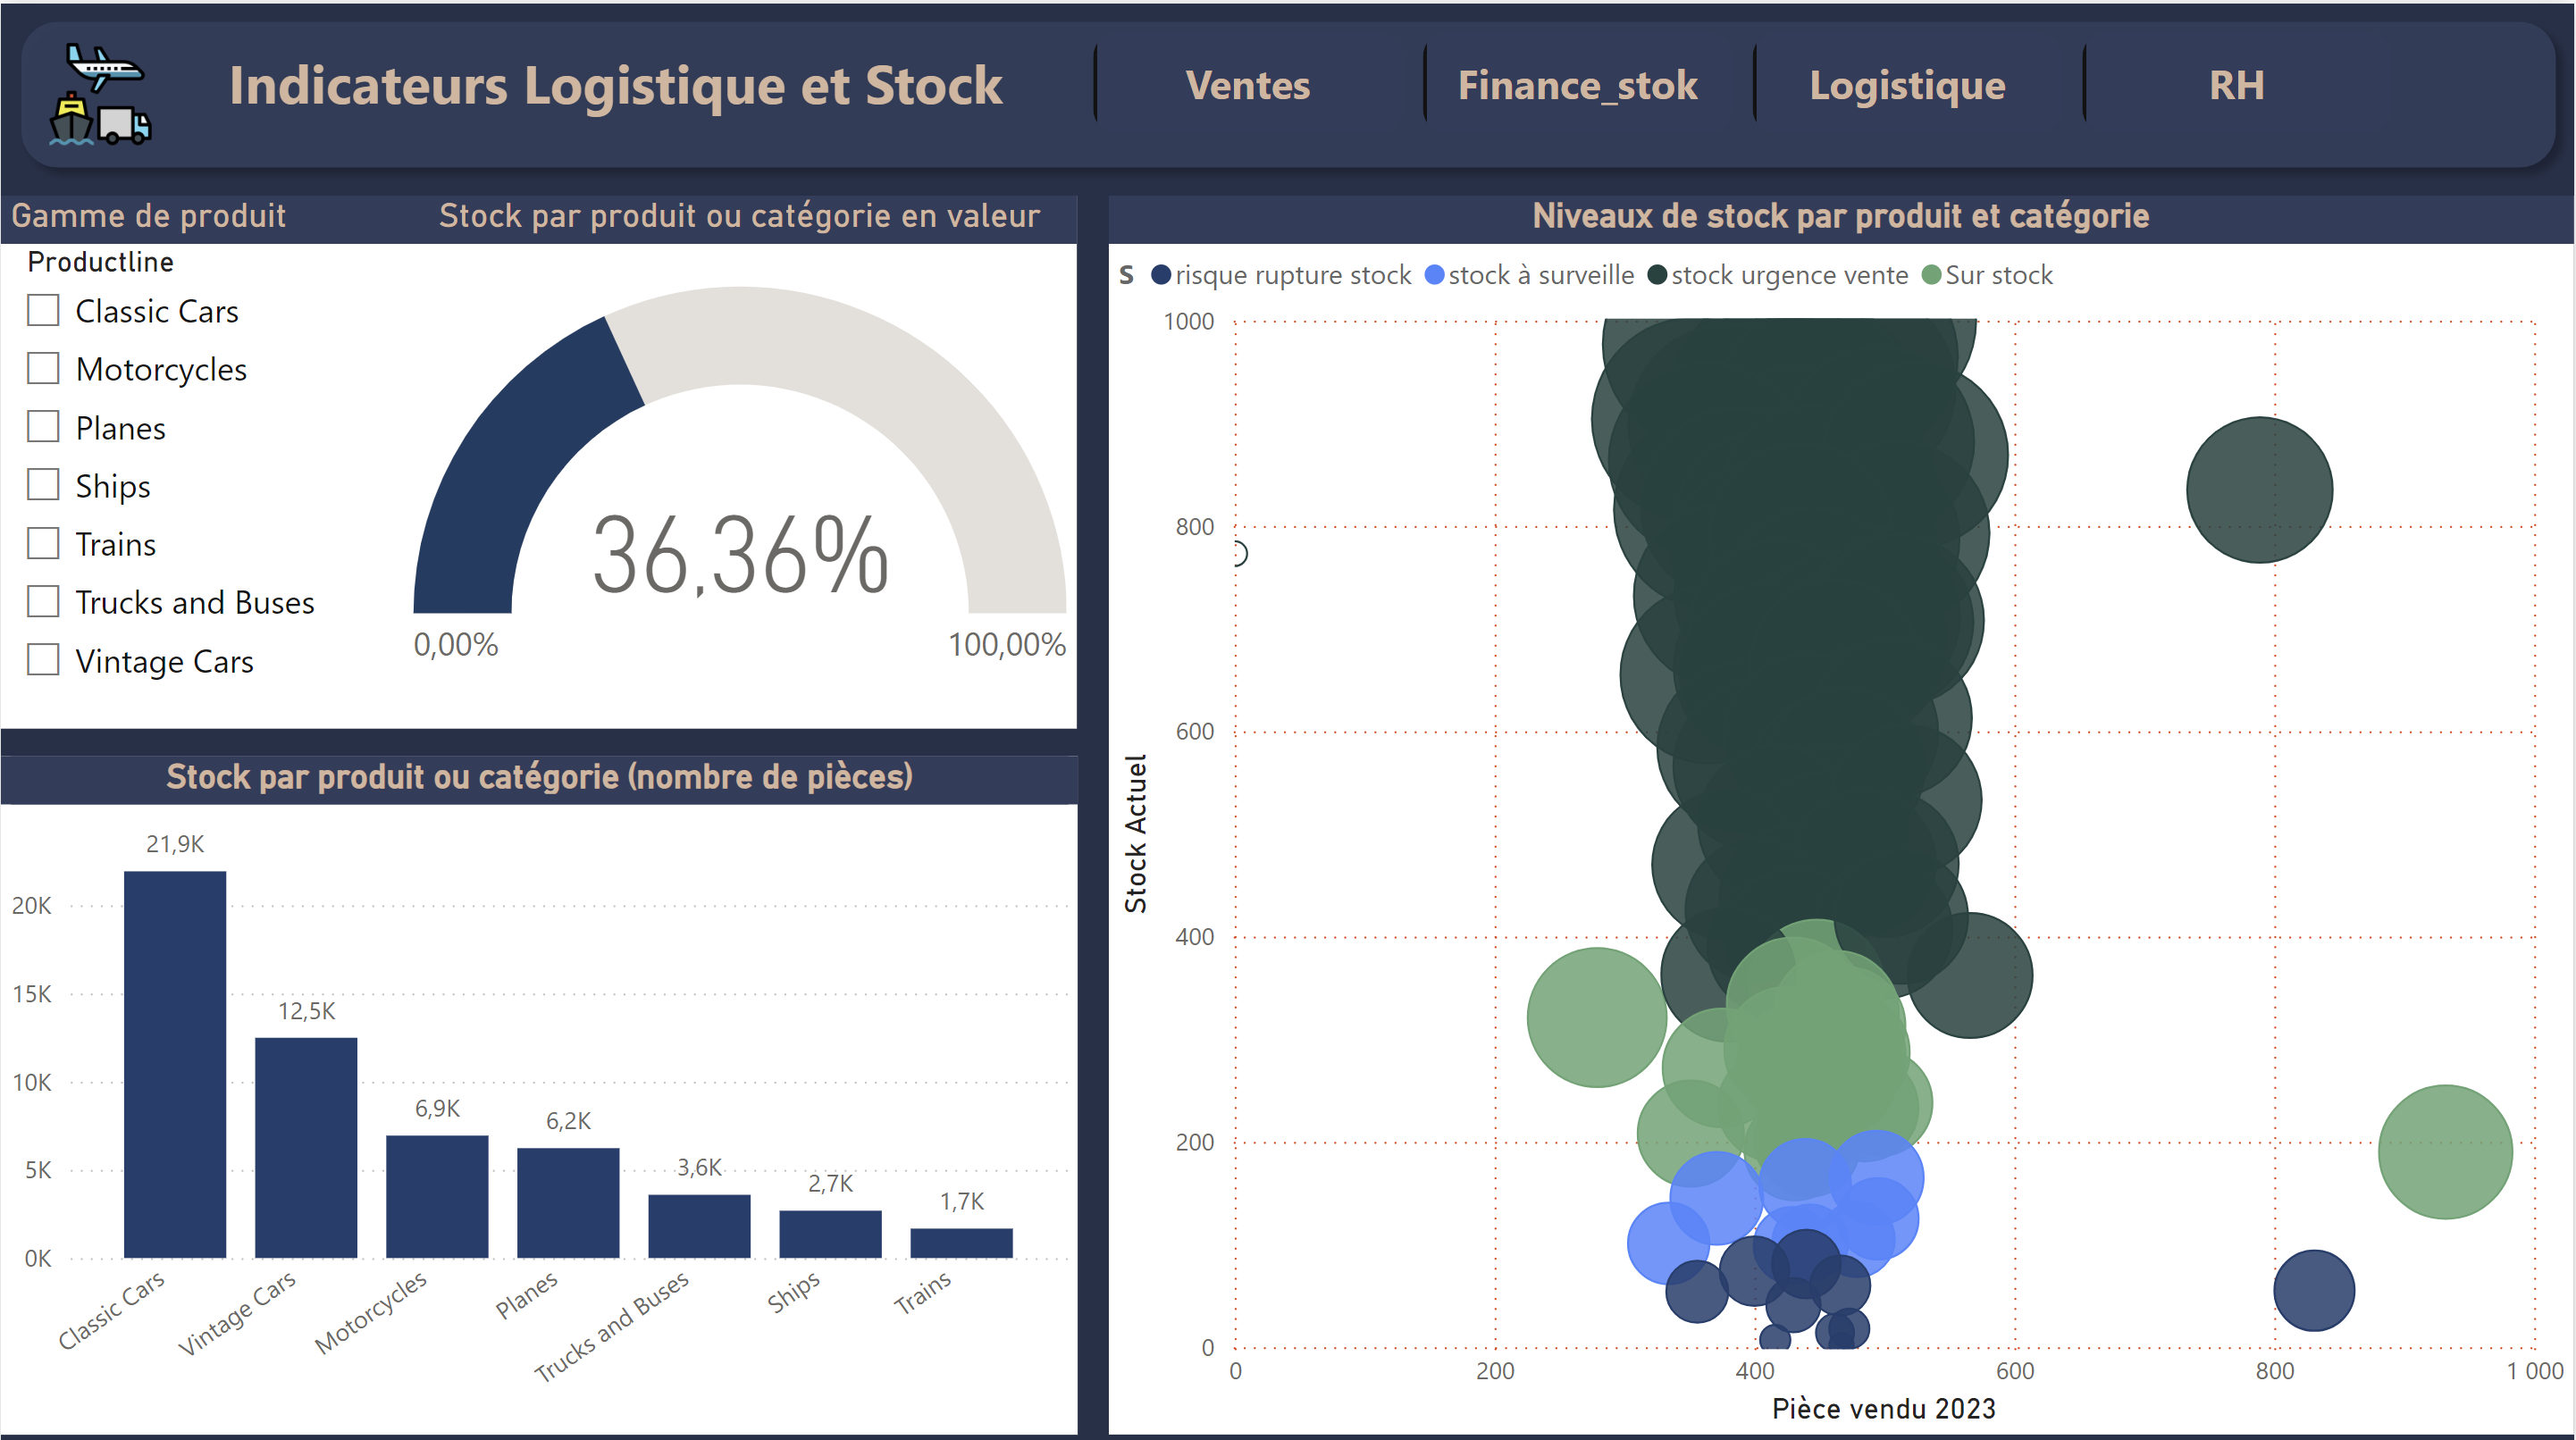 Indicateurs Logistique et Stock
Ventes
Finance_stok
Logistique
RH
Gamme de produit
Stock par produit ou catégorie en valeur
Productline
Classic Cars
Motorcycles
Planes
Ships
Trains
Trucks and Buses
Vintage Cars
36,36%
0,00%
100,00%
Stock par produit ou catégorie (nombre de pièces)
20K
15K
10K
5K
0K
21,9K
12,5K
6,9K
6,2K
3,6K
2,7K
1,7K
Classic Cars
Vintage Cars
Motorcycles
Planes
Trucks and Buses
Ships
Trains
Niveaux de stock par produit et catégorie
S risque rupture stock stock à surveille stock urgence vente Sur stock
Stock Actuel
1000
800
600
400
200
0
0 200 400 600 800 1 000
Pièce vendu 2023